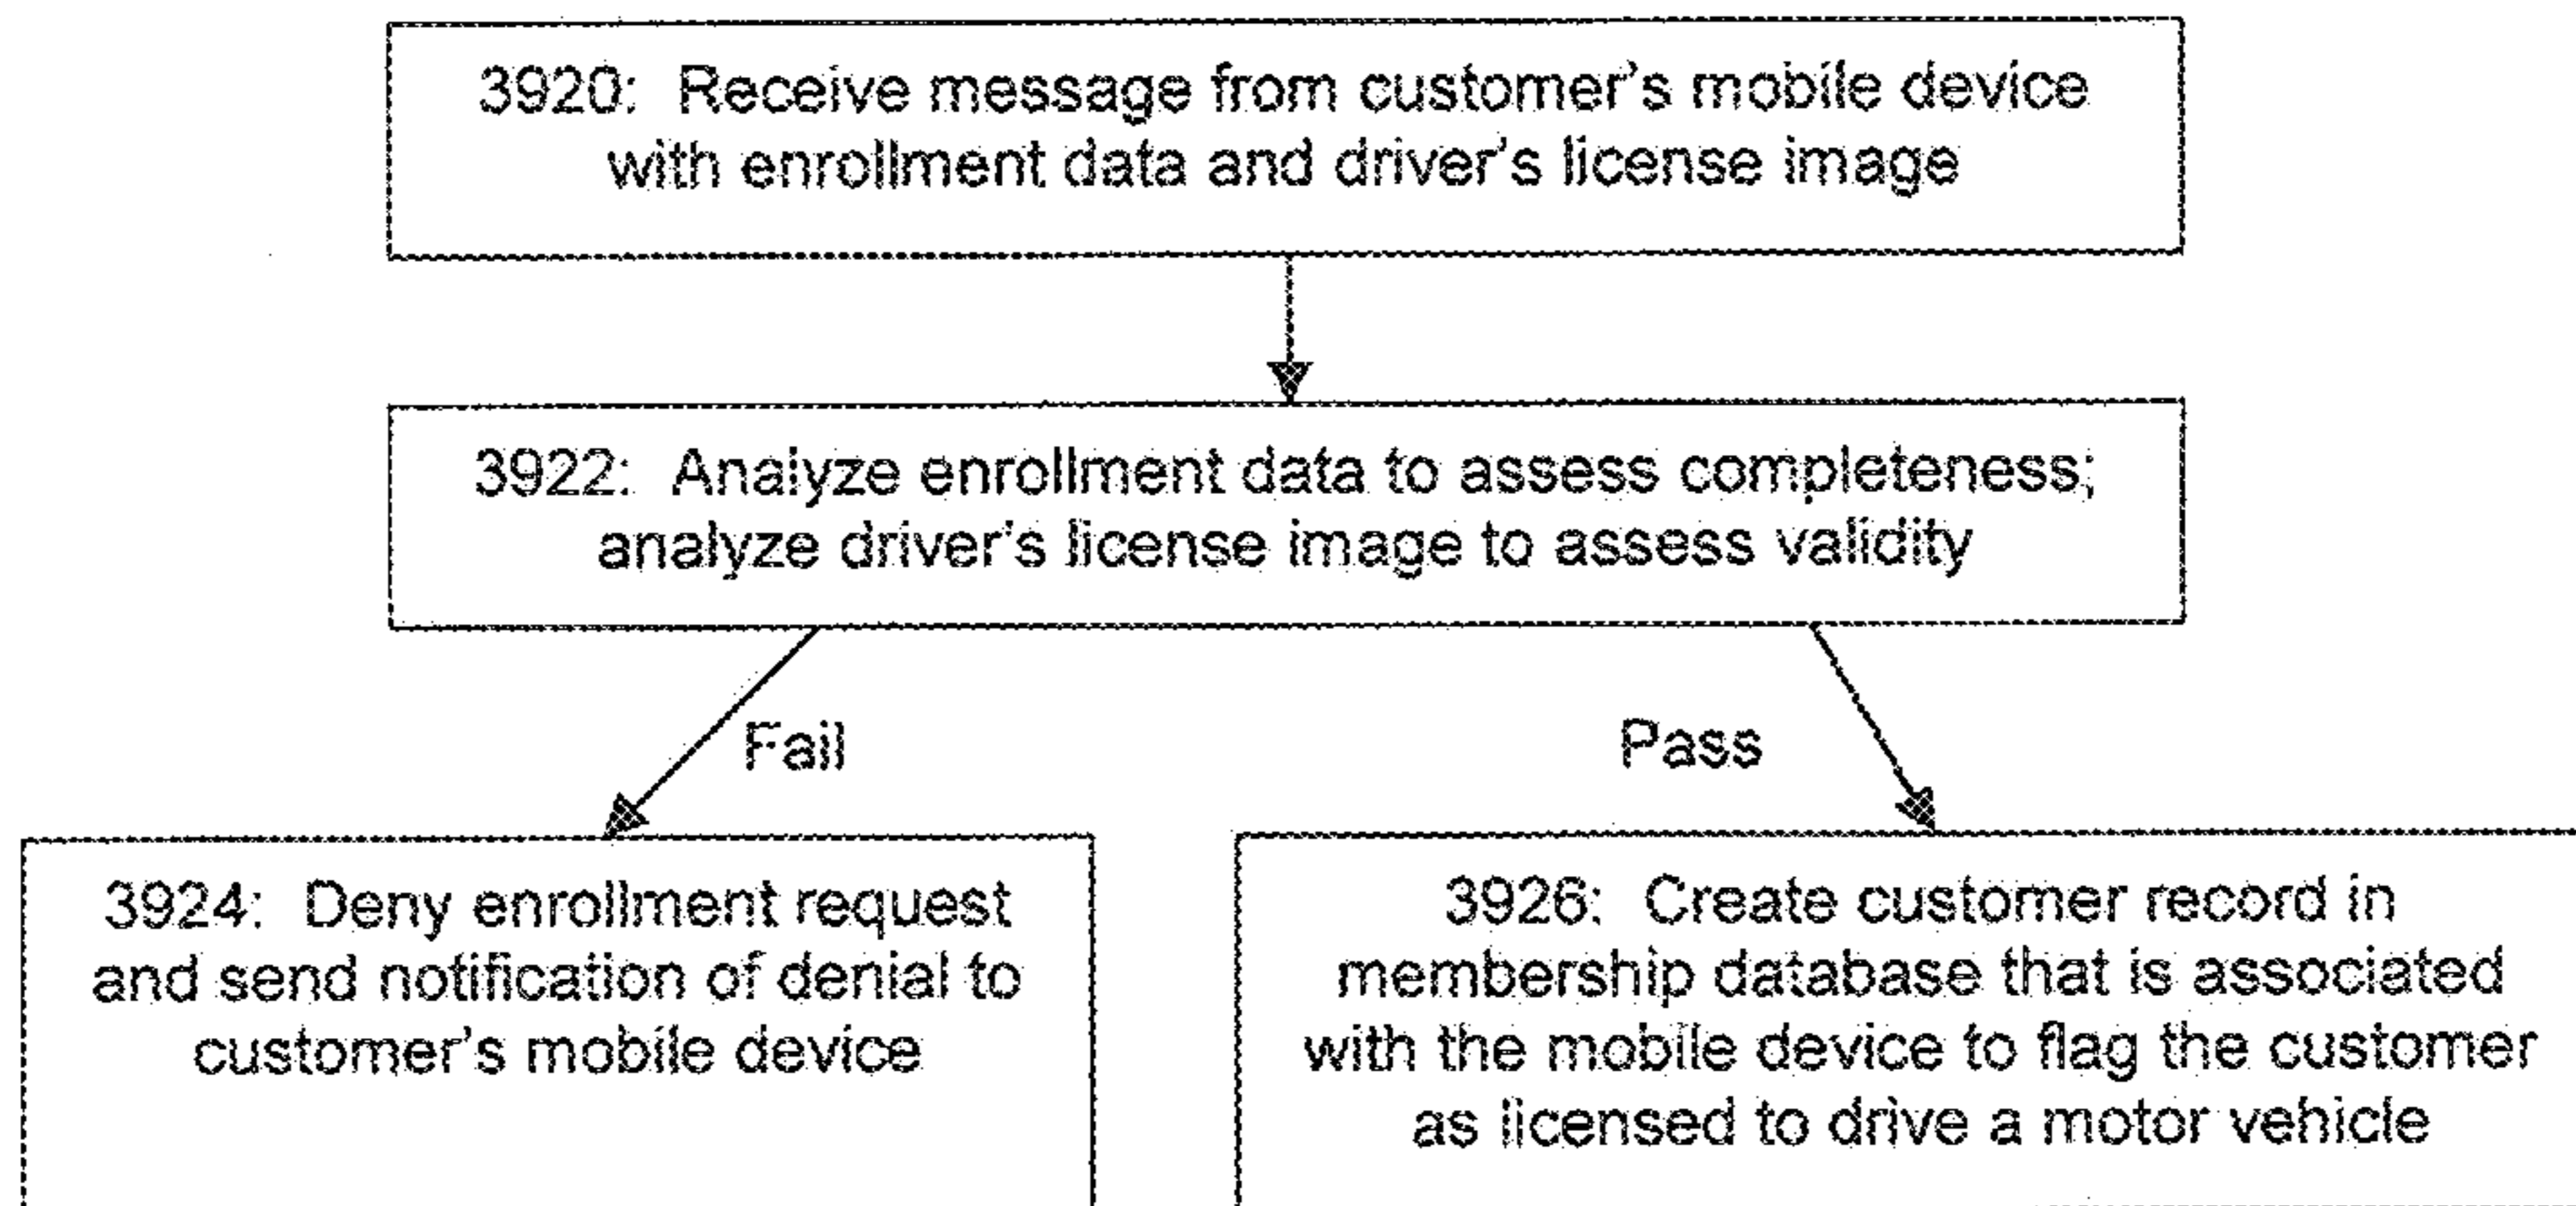 3920: Receive message from customer's mobile device
with enrollment data and driver's license image
3922: Analyze enrollment data to assess completeness;
analyze driver's license image to assess validity
Fail
Pass
3924: Deny enrollment request
and send notification of denial to
customer's mobile device
3926: Create customer record in
membership database that is associated
with the mobile device to flag the customer
as licensed to drive a motor vehicle